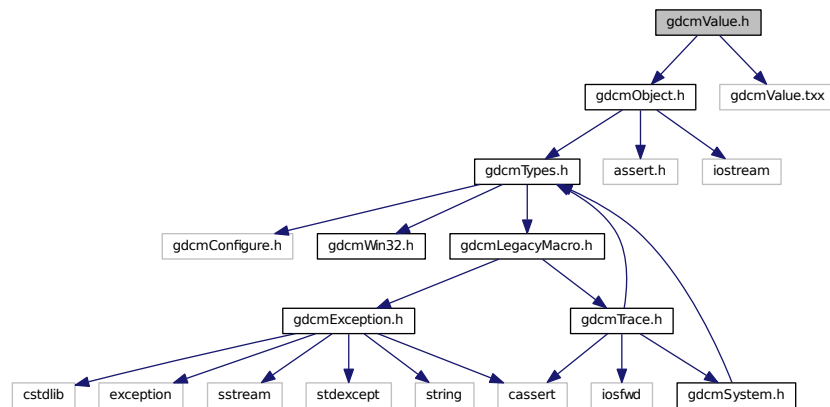 gdcmValue.h
gdcmObject.h
gdcmValue.txx
gdcmTypes.h
assert.h
iostream
gdcmConfigure.h
gdcmWin32.h
gdcmLegacyMacro.h
gdcmException.h
gdcmTrace.h
cstdlib
exception
sstream
stdexcept
string
cassert
iosfwd
gdcmSystem.h